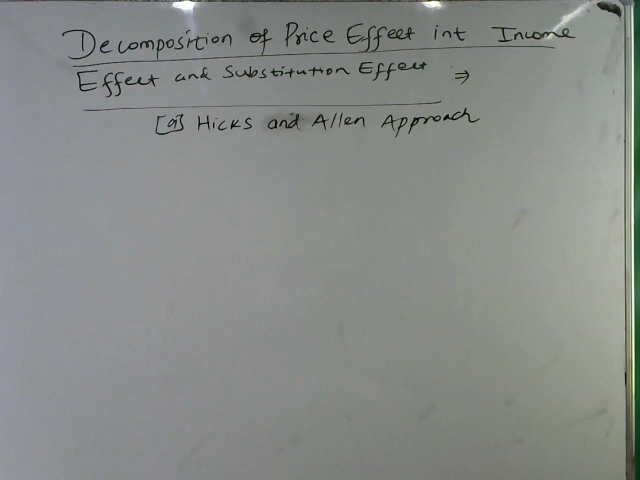 Decomposition of Price Effect int Income
Effect and Substitution Effect ⇒
[a] Hicks and Allen Approach